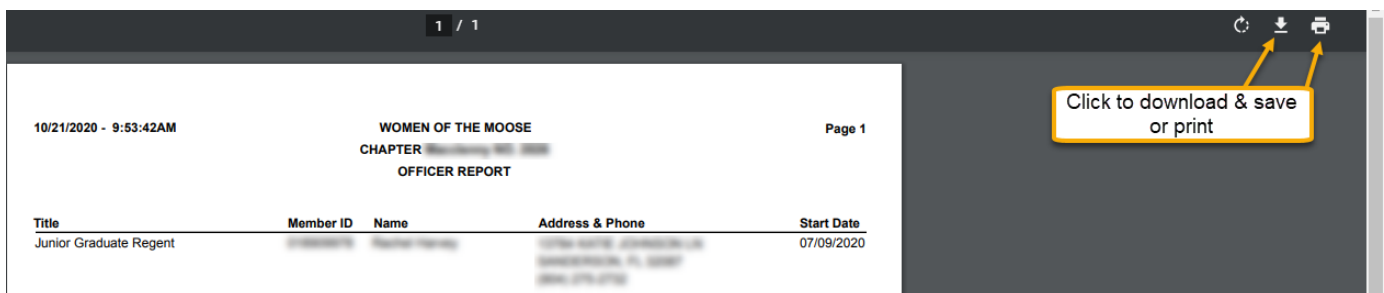 1 / 1
Click to download & save
or print
10/21/2020 - 9:53:42AM WOMEN OF THE MOOSE Page 1
CHAPTER
OFFICER REPORT
Title Member ID Name Address & Phone Start Date
Junior Graduate Regent 07/09/2020